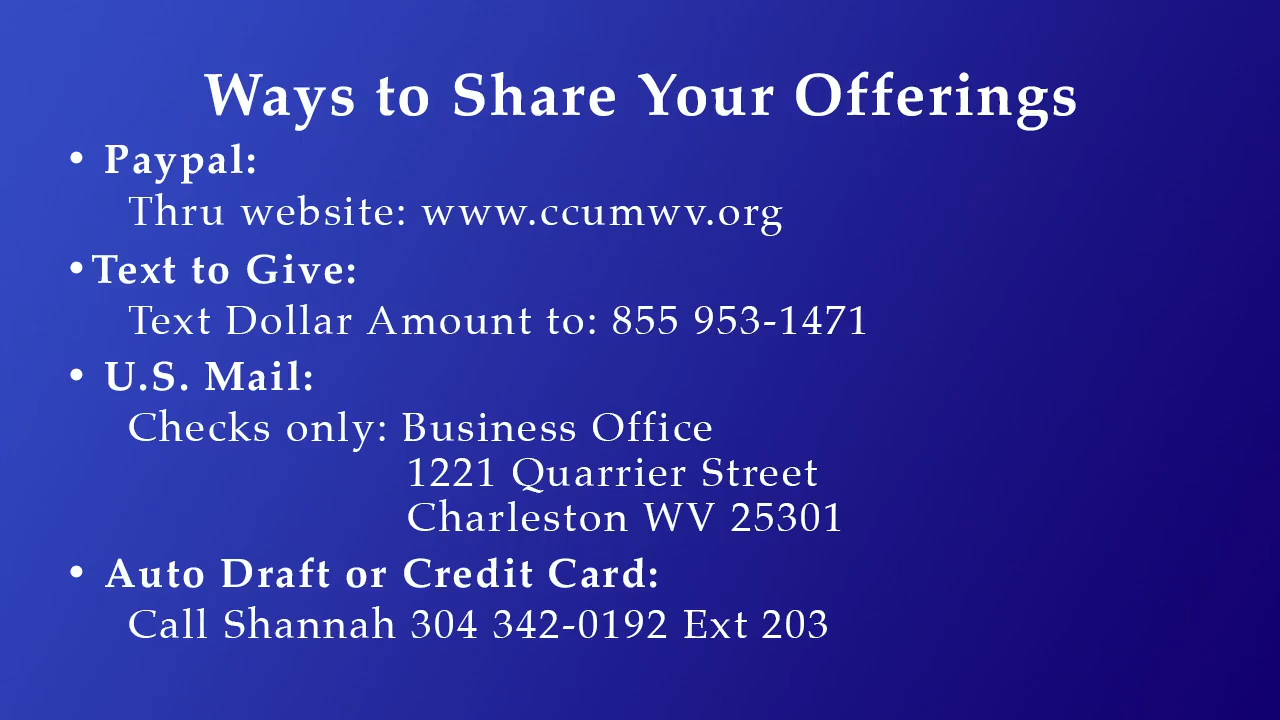 Ways to Share Your Offerings
• Paypal:
Thru website: www.ccumwv.org
• Text to Give:
Text Dollar Amount to: 855 953-1471
• U.S. Mail:
Checks only: Business Office
1221 Quarrier Street
Charleston WV 25301
• Auto Draft or Credit Card:
Call Shannah 304 342-0192 Ext 203